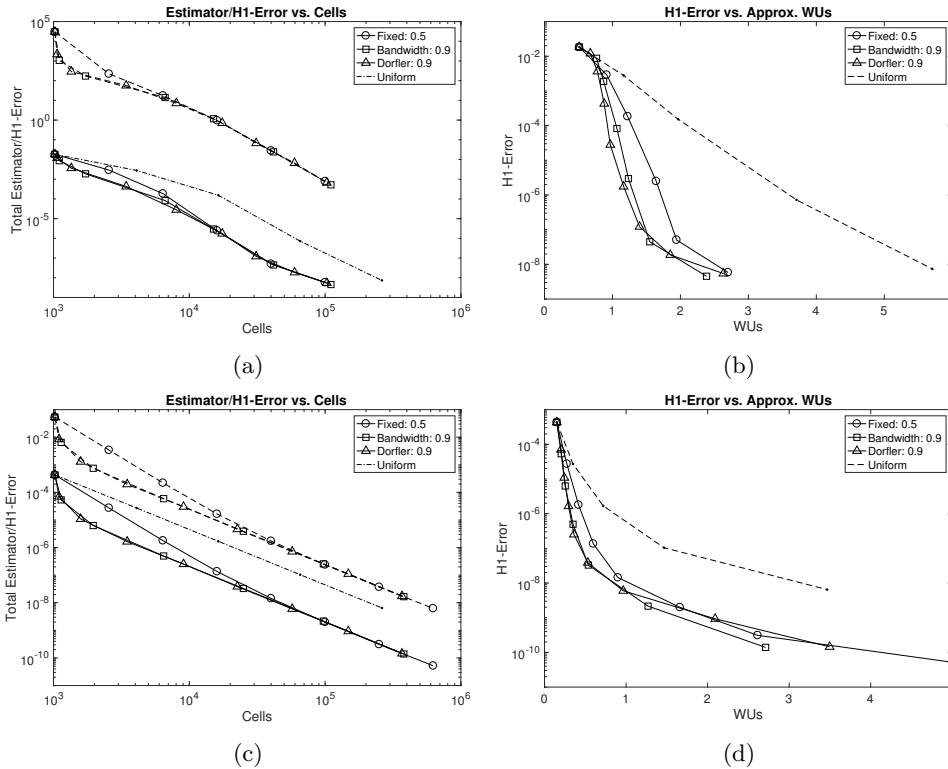 Estimator/H1-Error vs. Cells
Total Estimator/H1-Error
10^5
10^0
10^-5
10^3
10^4
10^5
10^6
Cells
Fixed: 0.5
Bandwidth: 0.9
Dorfler: 0.9
Uniform
(a)
H1-Error vs. Approx. WUs
H1-Error
10^-2
10^-4
10^-6
10^-8
0
1
2
3
4
5
WUs
Fixed: 0.5
Bandwidth: 0.9
Dorfler: 0.9
Uniform
(b)
Estimator/H1-Error vs. Cells
Total Estimator/H1-Error
10^-2
10^-4
10^-6
10^-8
10^-10
10^3
10^4
10^5
10^6
Cells
Fixed: 0.5
Bandwidth: 0.9
Dorfler: 0.9
Uniform
(c)
H1-Error vs. Approx. WUs
H1-Error
10^-4
10^-6
10^-8
10^-10
0
1
2
3
4
WUs
Fixed: 0.5
Bandwidth: 0.9
Dorfler: 0.9
Uniform
(d)